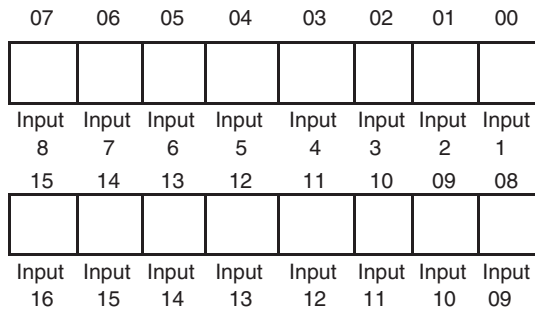 07 06 05 04 03 02 01 00
Input Input Input Input Input Input Input Input
8 7 6 5 4 3 2 1
15 14 13 12 11 10 09 08
Input Input Input Input Input Input Input Input
16 15 14 13 12 11 10 09